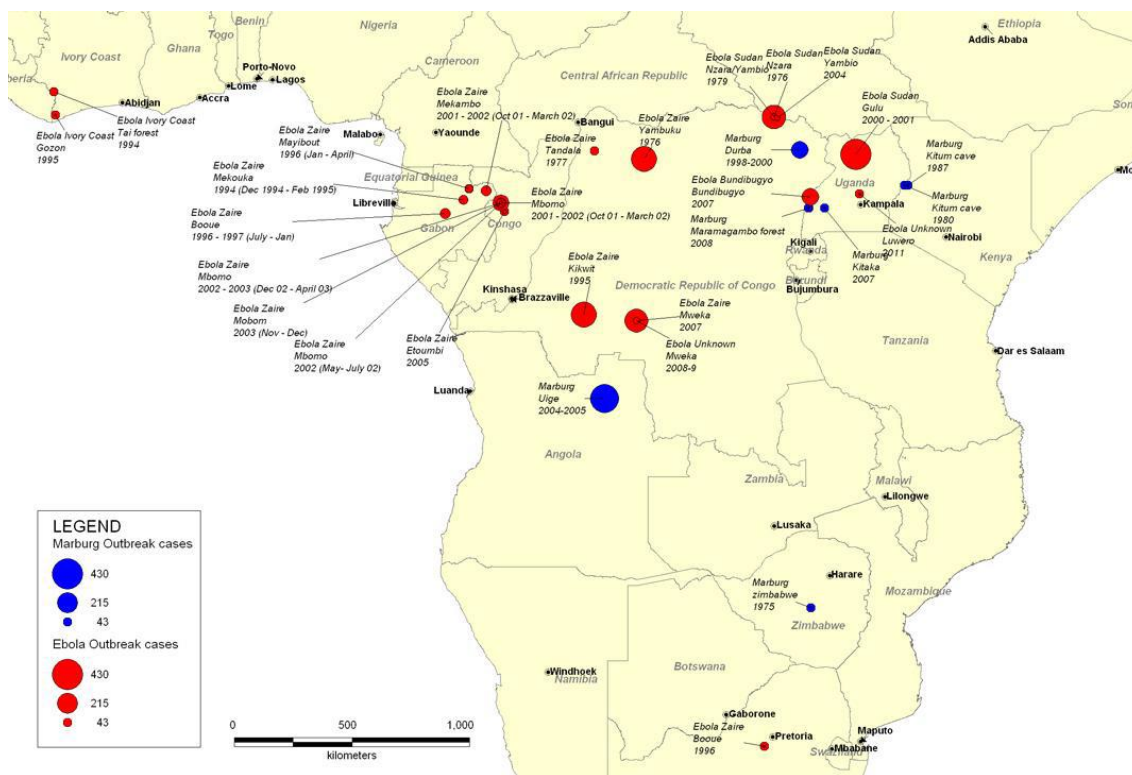 Ivory Coast
Ghana
Togo
Benin
Nigeria
Porto-Novo
Lagos
Lome
Accra
Abidjan
Ebola Ivory Coast
Tai forest
1994
Ebola Ivory Coast
Gozon
1995
Cameroon
Central African Republic
Ethiopia
Addis Ababa
Malabo
Yaounde
Bangui
Ebola Zaire
Mekambo
2001 - 2002 (Oct 01 - March 02)
Ebola Zaire
Mayibout
1996 (Jan - April)
Ebola Zaire
Mekouka
1994 (Dec 1994 - Feb 1995)
Equatorial Guinea
Libreville
Gabon
Congo
Ebola Zaire
Booue
1996 - 1997 (July - Jan)
Ebola Zaire
Mbomo
2002 - 2003 (Dec 02 - April 03)
Ebola Zaire
Mobom
2003 (Nov - Dec)
Ebola Zaire
Mbomo
2002 (May- July 02)
Ebola Zaire
Etoumbi
2005
Ebola Zaire
Mbomo
2001 - 2002 (Oct 01 - March 02)
Ebola Zaire
Tandala
1977
Ebola Zaire
Yambuku
1976
Ebola Sudan
Nzara/Yambio
1979
Ebola Sudan
Nzara
1976
Ebola Sudan
Yambio
2004
Ebola Sudan
Gulu
2000 - 2001
Marburg
Durba
1998-2000
Marburg
Kitum cave
1987
Marburg
Kitum cave
1980
Ebola Bundibugyo
Bundibugyo
2007
Uganda
Kampala
Marburg
Maramagambo forest
2008
Ebola Unknown
Luwero
2011
Marburg
Kitaka
2007
Kigali
Rwanda
Burundi
Bujumbura
Nairobi
Kenya
Ebola Zaire
Kikwit
1995
Democratic Republic of Congo
Kinshasa
Brazzaville
Ebola Zaire
Mweka
2007
Ebola Unknown
Mweka
2008-9
Tanzania
Dar es Salaam
Luanda
Marburg
Uige
2004-2005
Angola
Zambia
Malawi
Lilongwe
Lusaka
Harare
Mozambique
Marburg
zimbabwe
1975
Zimbabwe
Botswana
Windhoek
Namibia
Gaborone
Ebola Zaire
Booué
1996
Pretoria
Maputo
Mbabane
Swaziland
LEGEND
Marburg Outbreak cases
430
215
43
Ebola Outbreak cases
430
215
43
0 500 1,000
kilometers